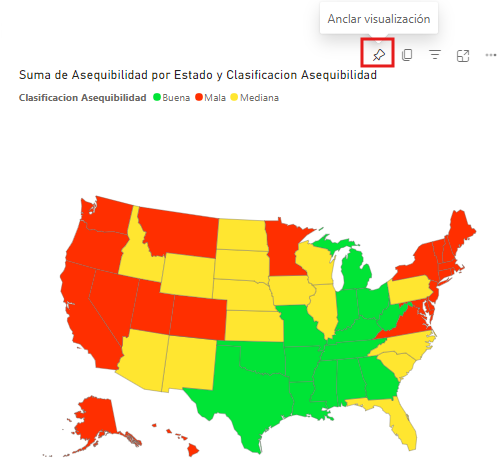 Anclar visualización
Suma de Asequibilidad por Estado y Clasificacion Asequibilidad
Clasificacion Asequibilidad Buena Mala Mediana